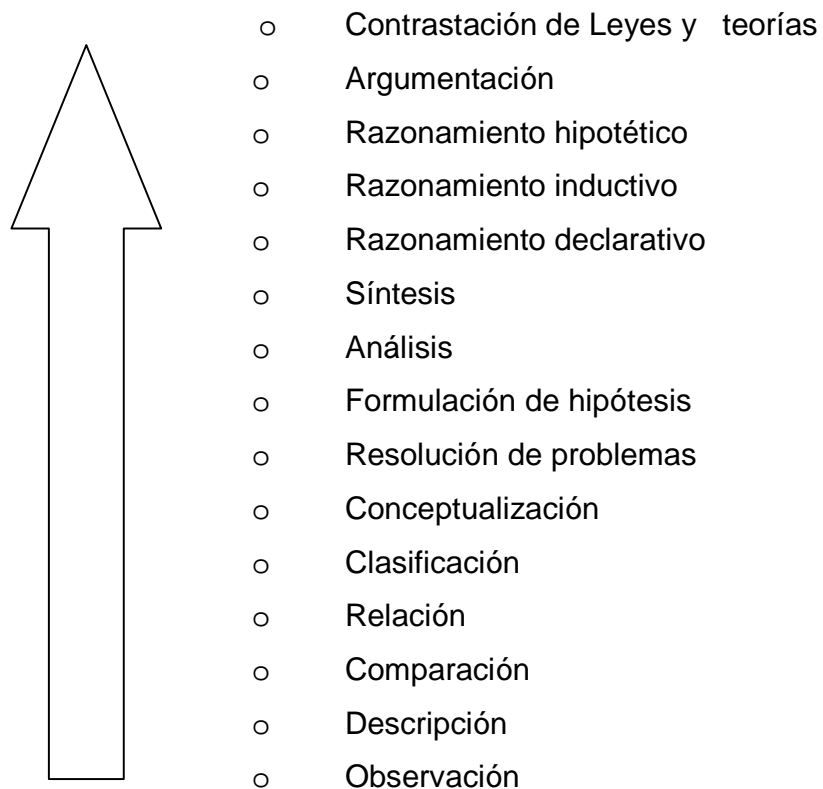 o Contrastación de Leyes y teorías
o Argumentación
o Razonamiento hipotético
o Razonamiento inductivo
o Razonamiento declarativo
o Síntesis
o Análisis
o Formulación de hipótesis
o Resolución de problemas
o Conceptualización
o Clasificación
o Relación
o Comparación
o Descripción
o Observación